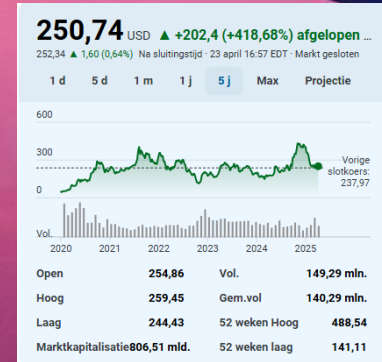 250,74 USD ▲ +202,4 (+418,68%) afgelopen ...
252,34 ▲ 1,60 (0,64%) Na sluitingstijd · 23 april 16:57 EDT · Markt gesloten
1 d 5 d 1 m 1 j 5 j Max Projectie
600
300
0
Vorige
slotkoers:
237,97
Vol.
2020 2021 2022 2023 2024 2025
Open 254,86 Vol. 149,29 mln.
Hoog 259,45 Gem.vol 140,29 mln.
Laag 244,43 52 weken Hoog 488,54
Marktkapitalisatie 806,51 mld. 52 weken laag 141,11